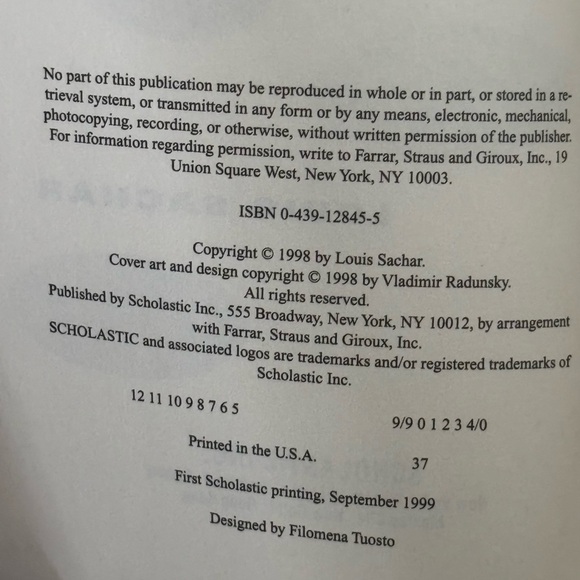 No part of this publication may be reproduced in whole or in part, or stored in a re-
trieval system, or transmitted in any form or by any means, electronic, mechanical,
photocopying, recording, or otherwise, without written permission of the publisher.
For information regarding permission, write to Farrar, Straus and Giroux, Inc., 19
Union Square West, New York, NY 10003.
ISBN 0-439-12845-5
Copyright © 1998 by Louis Sachar.
Cover art and design copyright © 1998 by Vladimir Radunsky.
All rights reserved.
Published by Scholastic Inc., 555 Broadway, New York, NY 10012, by arrangement
with Farrar, Straus and Giroux, Inc.
SCHOLASTIC and associated logos are trademarks and/or registered trademarks of
Scholastic Inc.
12 11 10 9 8 7 6 5 9/9 0 1 2 3 4/0
Printed in the U.S.A. 37
First Scholastic printing, September 1999
Designed by Filomena Tuosto